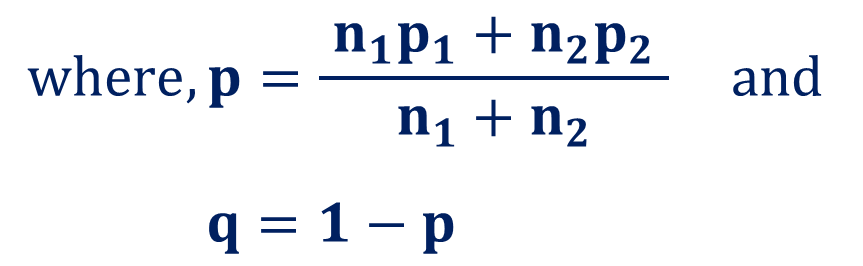 where, p = n₁p₁ + n₂p₂ / n₁ + n₂ and
q = 1 − p